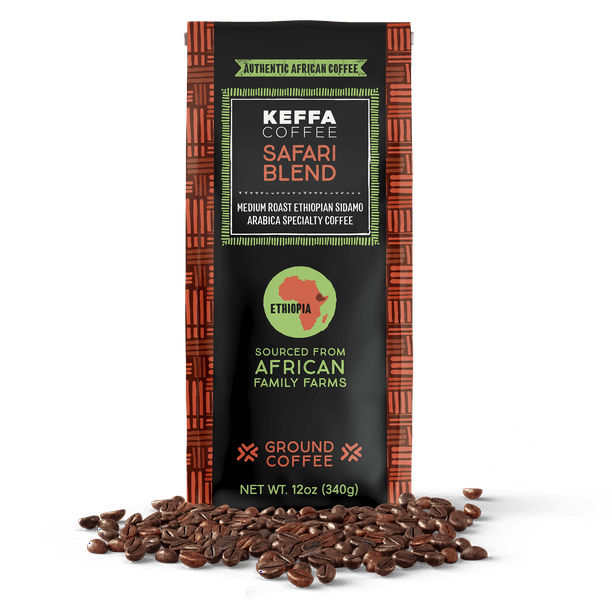 AUTHENTIC AFRICAN COFFEE
KEFFA
COFFEE
SAFARI
BLEND
MEDIUM ROAST ETHIOPIAN SIDAMO
ARABICA SPECIALTY COFFEE
ETHIOPIA
SOURCED FROM
AFRICAN
FAMILY FARMS
GROUND
COFFEE
NET WT. 12oz (340g)